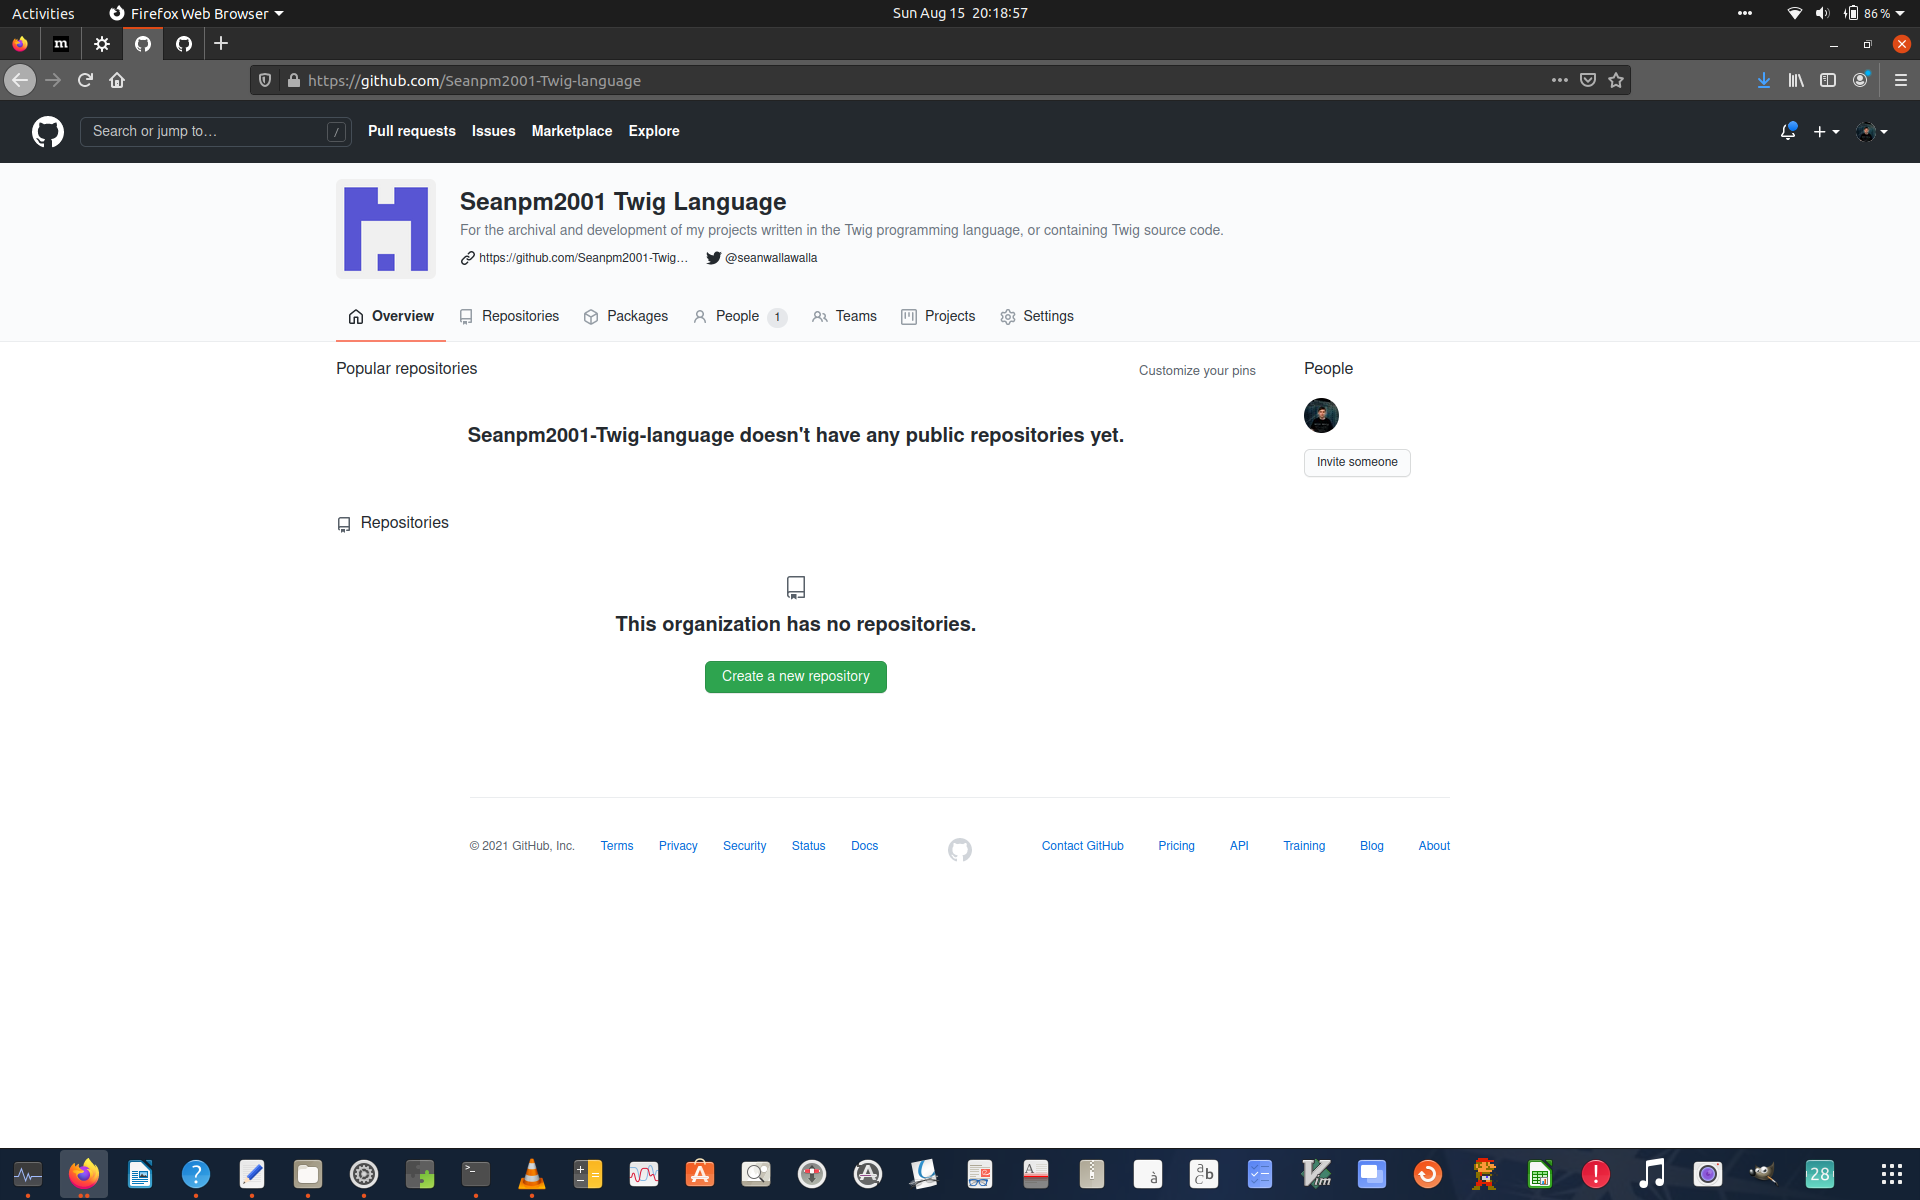 Activities Firefox Web Browser Sun Aug 15 20:18:57 86 %
m
https://github.com/Seanpm2001-Twig-language
Search or jump to… / Pull requests Issues Marketplace Explore
Seanpm2001 Twig Language
For the archival and development of my projects written in the Twig programming language, or containing Twig source code.
https://github.com/Seanpm2001-Twig… @seanwallawalla
Overview Repositories Packages People 1 Teams Projects Settings
Popular repositories Customize your pins People
Seanpm2001-Twig-language doesn't have any public repositories yet.
Invite someone
Repositories
This organization has no repositories.
Create a new repository
© 2021 GitHub, Inc. Terms Privacy Security Status Docs Contact GitHub Pricing API Training Blog About
? >_ A A à a b c Vim ! 28